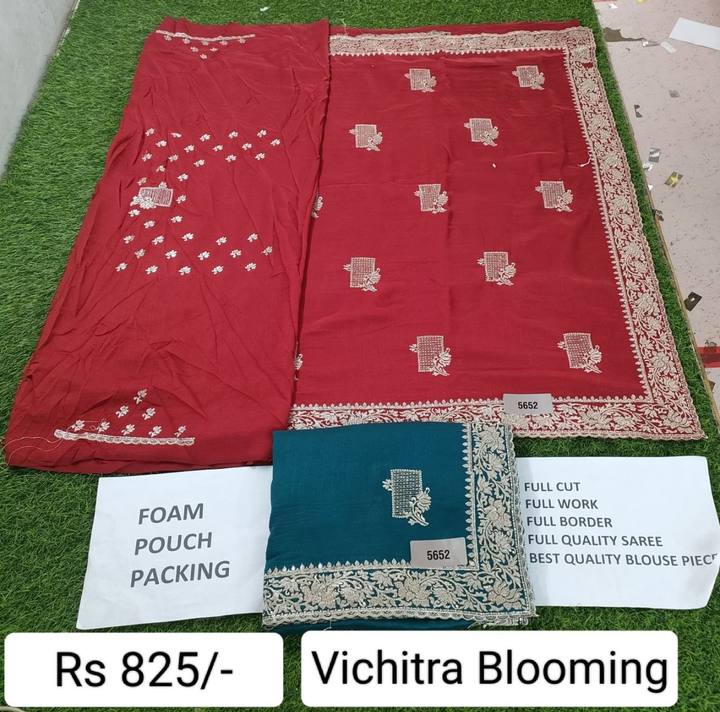 5652
FOAM
POUCH
PACKING
5652
FULL CUT
FULL WORK
FULL BORDER
FULL QUALITY SAREE
BEST QUALITY BLOUSE PIECE
Rs 825/-
Vichitra Blooming